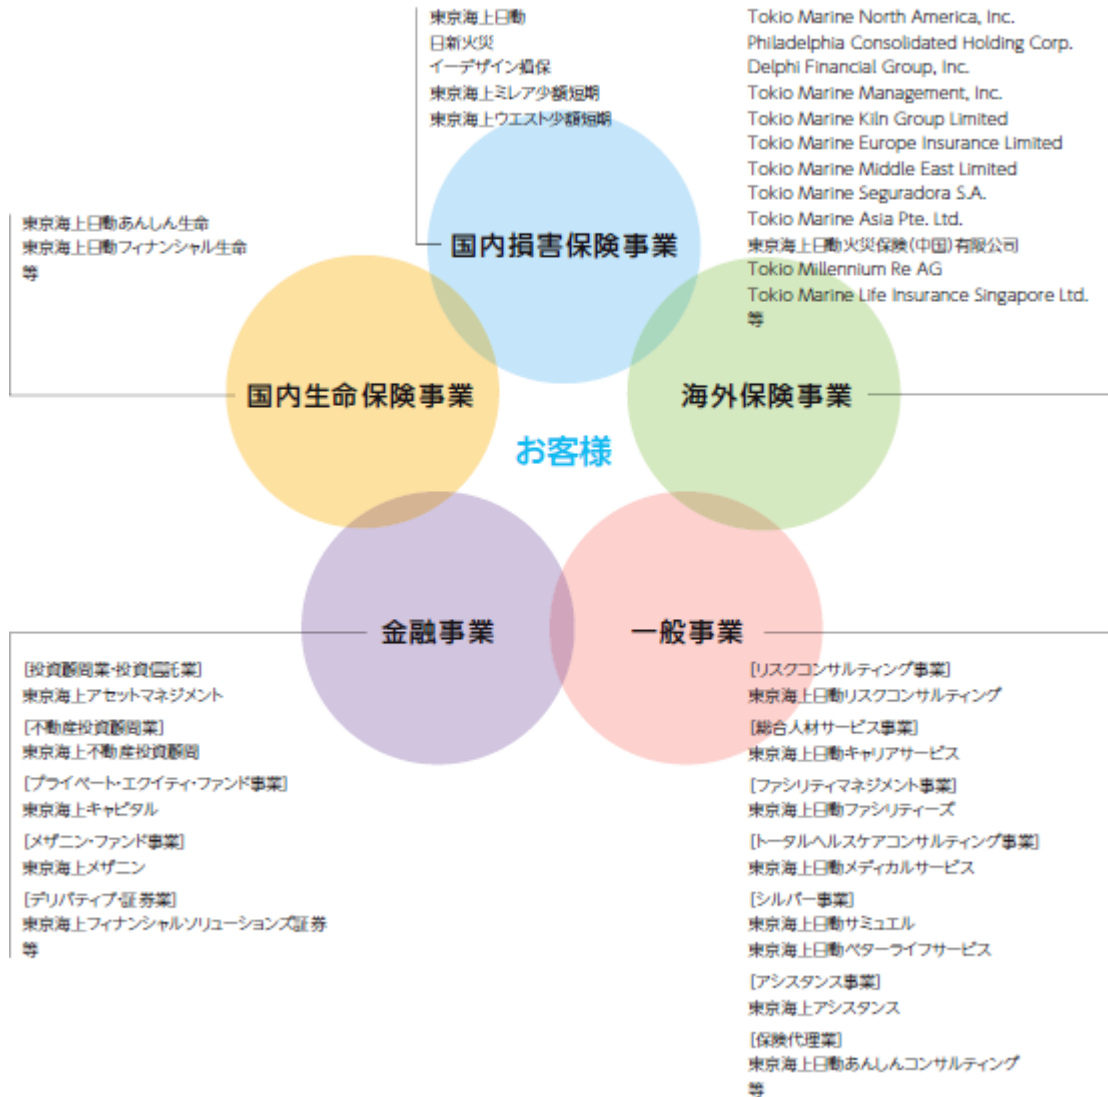 東京海上日動
日新火災
イーデザイン損保
東京海上ミレア少額短期
東京海上ウエスト少額短期
国内損害保険事業
Tokio Marine North America, Inc.
Philadelphia Consolidated Holding Corp.
Delphi Financial Group, Inc.
Tokio Marine Management, Inc.
Tokio Marine Kiln Group Limited
Tokio Marine Europe Insurance Limited
Tokio Marine Middle East Limited
Tokio Marine Seguradora S.A.
Tokio Marine Asia Pte. Ltd.
東京海上日動火災保険(中国)有限公司
Tokio Millennium Re AG
Tokio Marine Life Insurance Singapore Ltd.
等
海外保険事業
東京海上日動あんしん生命
東京海上日動フィナンシャル生命
等
国内生命保険事業
お客様
金融事業
[投資顧問業・投資信託業]
東京海上アセットマネジメント
[不動産投資顧問業]
東京海上不動産投資顧問
[プライベート・エクイティ・ファンド事業]
東京海上キャピタル
[メザニン・ファンド事業]
東京海上メザニン
[デリバティブ・証券業]
東京海上フィナンシャルソリューションズ証券
等
一般事業
[リスクコンサルティング事業]
東京海上日動リスクコンサルティング
[総合人材サービス事業]
東京海上日動キャリアサービス
[ファシリティマネジメント事業]
東京海上日動ファシリティーズ
[トータルヘルスケアコンサルティング事業]
東京海上日動メディカルサービス
[シルバー事業]
東京海上日動サミュエル
東京海上日動ベターライフサービス
[アシスタンス事業]
東京海上アシスタンス
[保険代理業]
東京海上日動あんしんコンサルティング
等